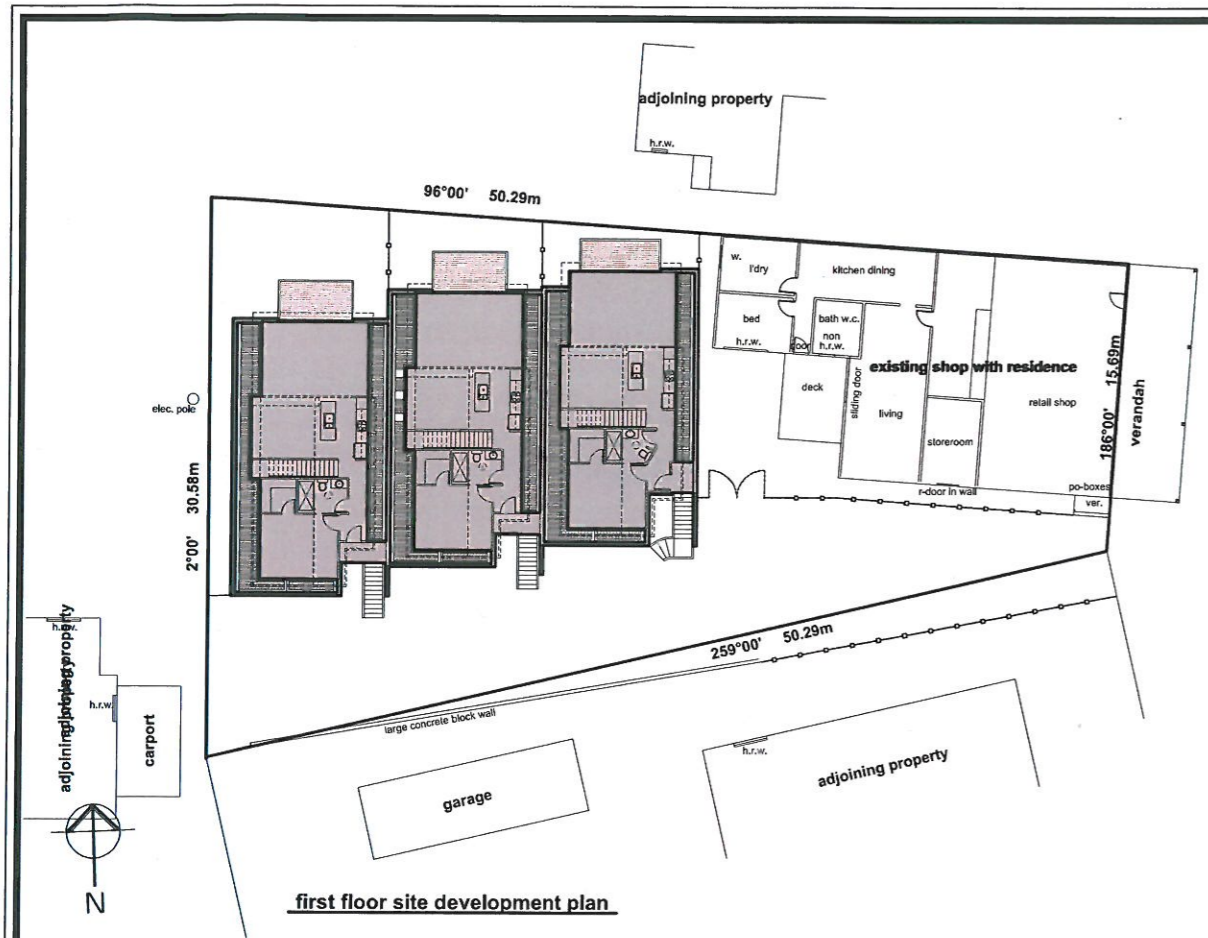 adjoining property
h.r.w.
96°00' 50.29m
w.
l'dry
kitchen dining
bed
h.r.w.
door
bath w.c.
non
h.r.w.
existing shop with residence
deck
sliding door
living
storeroom
retail shop
186°00' 15.69m
verandah
elec. pole
2°00' 30.58m
r-door in wall
po-boxes
ver.
259°00' 50.29m
large concrete block wall
h.r.w.
adjoining property
adjoining property
h.r.w.
carport
garage
h.r.w.
adjoining property
N
first floor site development plan